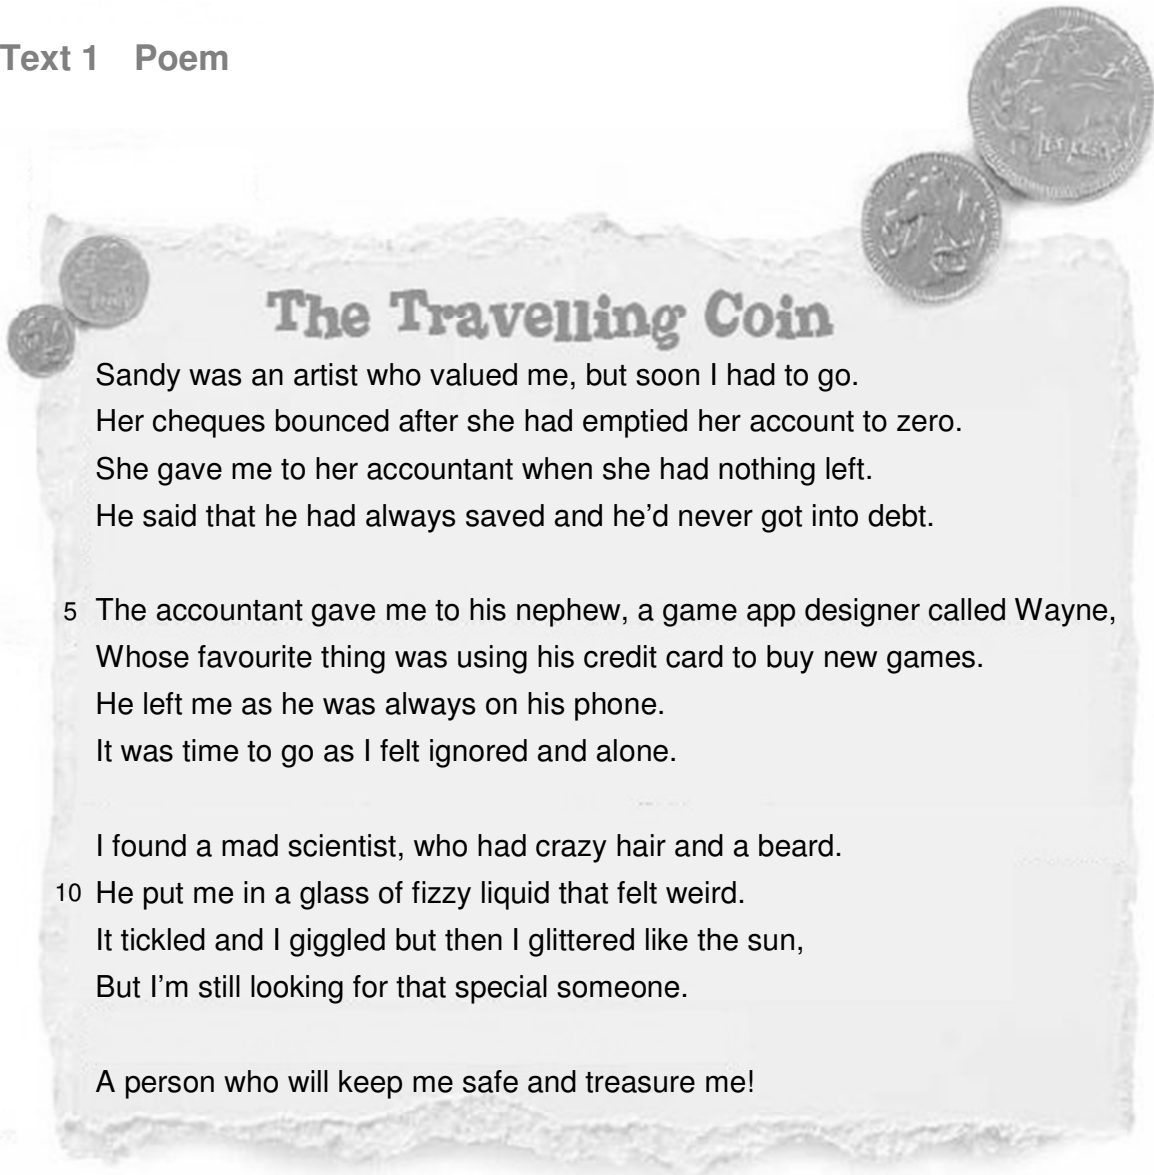 Text 1 Poem
The Travelling Coin
Sandy was an artist who valued me, but soon I had to go.
Her cheques bounced after she had emptied her account to zero.
She gave me to her accountant when she had nothing left.
He said that he had always saved and he'd never got into debt.
5 The accountant gave me to his nephew, a game app designer called Wayne,
Whose favourite thing was using his credit card to buy new games.
He left me as he was always on his phone.
It was time to go as I felt ignored and alone.
I found a mad scientist, who had crazy hair and a beard.
10 He put me in a glass of fizzy liquid that felt weird.
It tickled and I giggled but then I glittered like the sun,
But I'm still looking for that special someone.
A person who will keep me safe and treasure me!